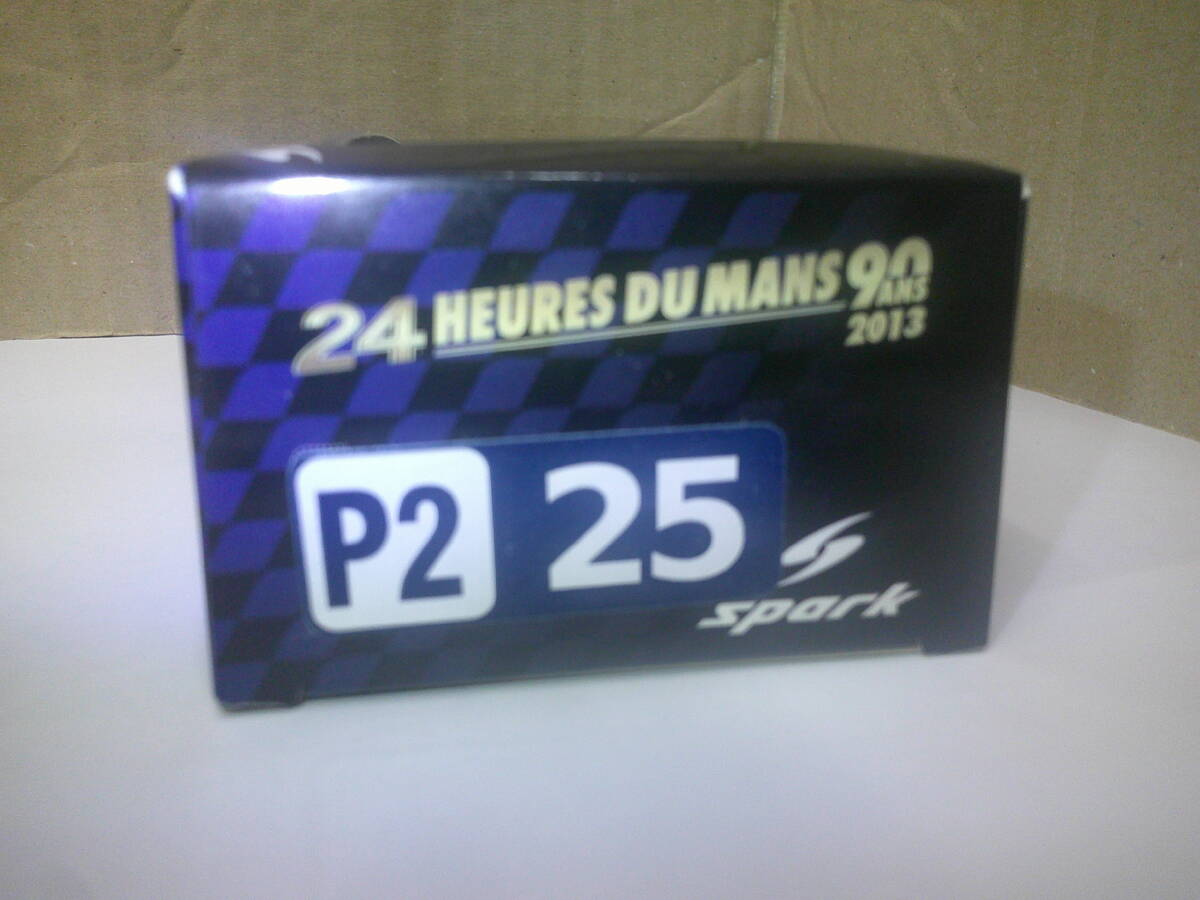 24 HEURES DU MANS 90 ANS
2013
P2 25
spark